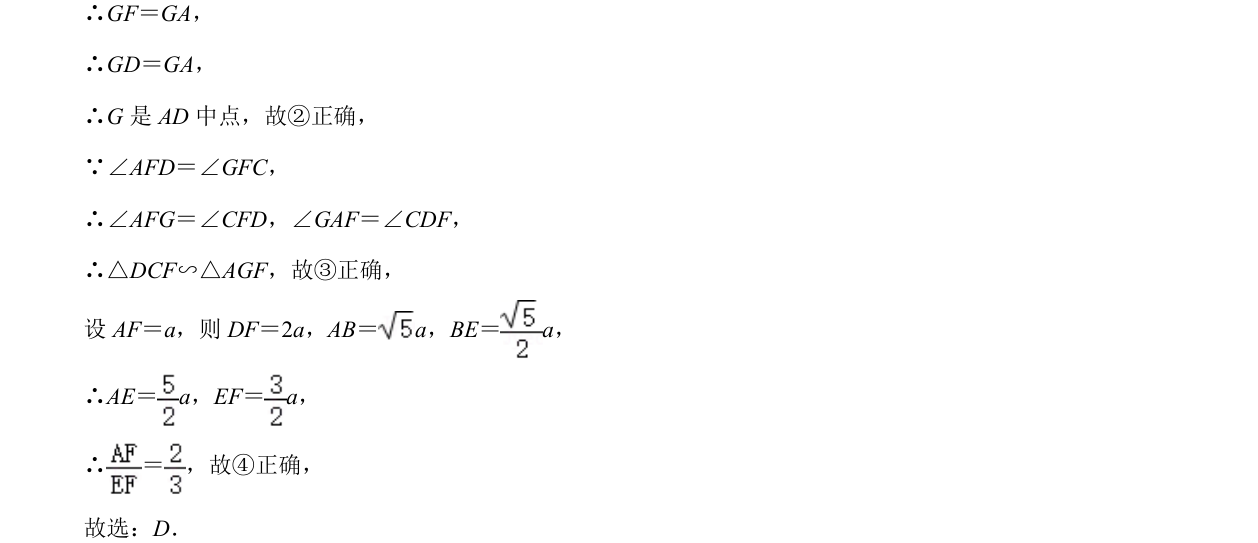 ∴GF＝GA，
∴GD＝GA，
∴G 是 AD 中点，故②正确，
∵∠AFD＝∠GFC，
∴∠AFG＝∠CFD，∠GAF＝∠CDF，
∴△DCF∽△AGF，故③正确，
设 AF＝a，则 DF＝2a，AB＝√5a，BE＝√5/2a，
∴AE＝5/2a，EF＝3/2a，
∴AF/EF＝2/3，故④正确，
故选：D．